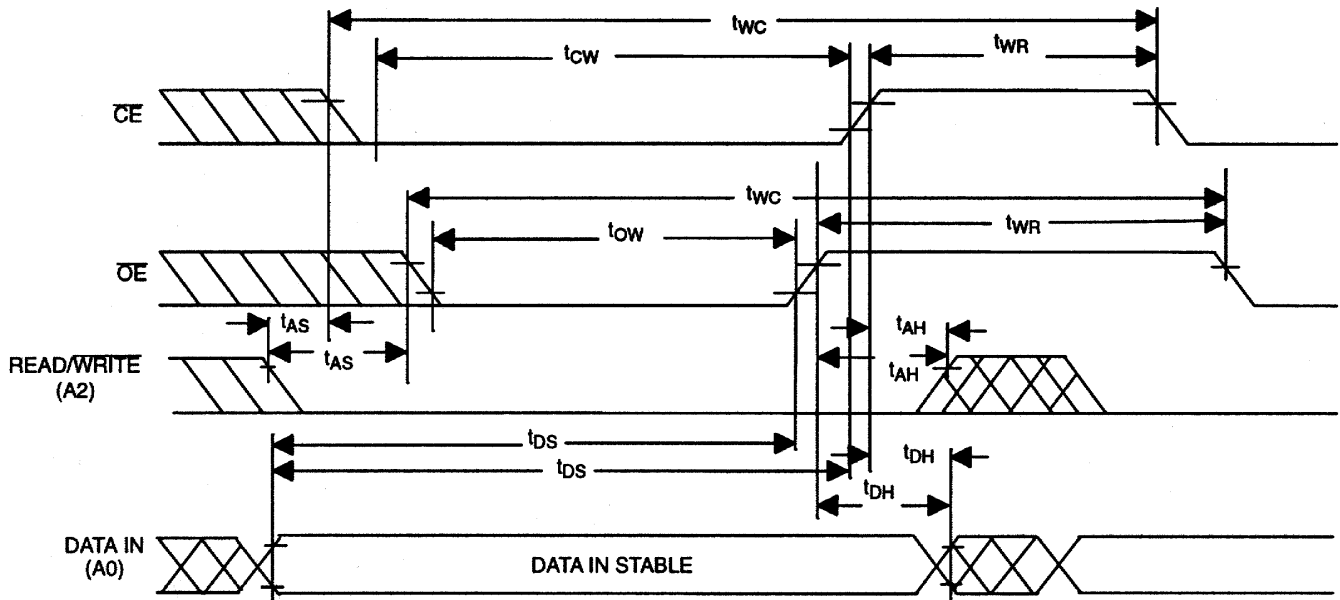 tWC
tCW
tWR
CE
tWC
tOW
tWR
OE
tAS
tAH
tAS
tAH
READ/WRITE
(A2)
tDS
tDH
tDS
tDH
DATA IN
(A0)
DATA IN STABLE